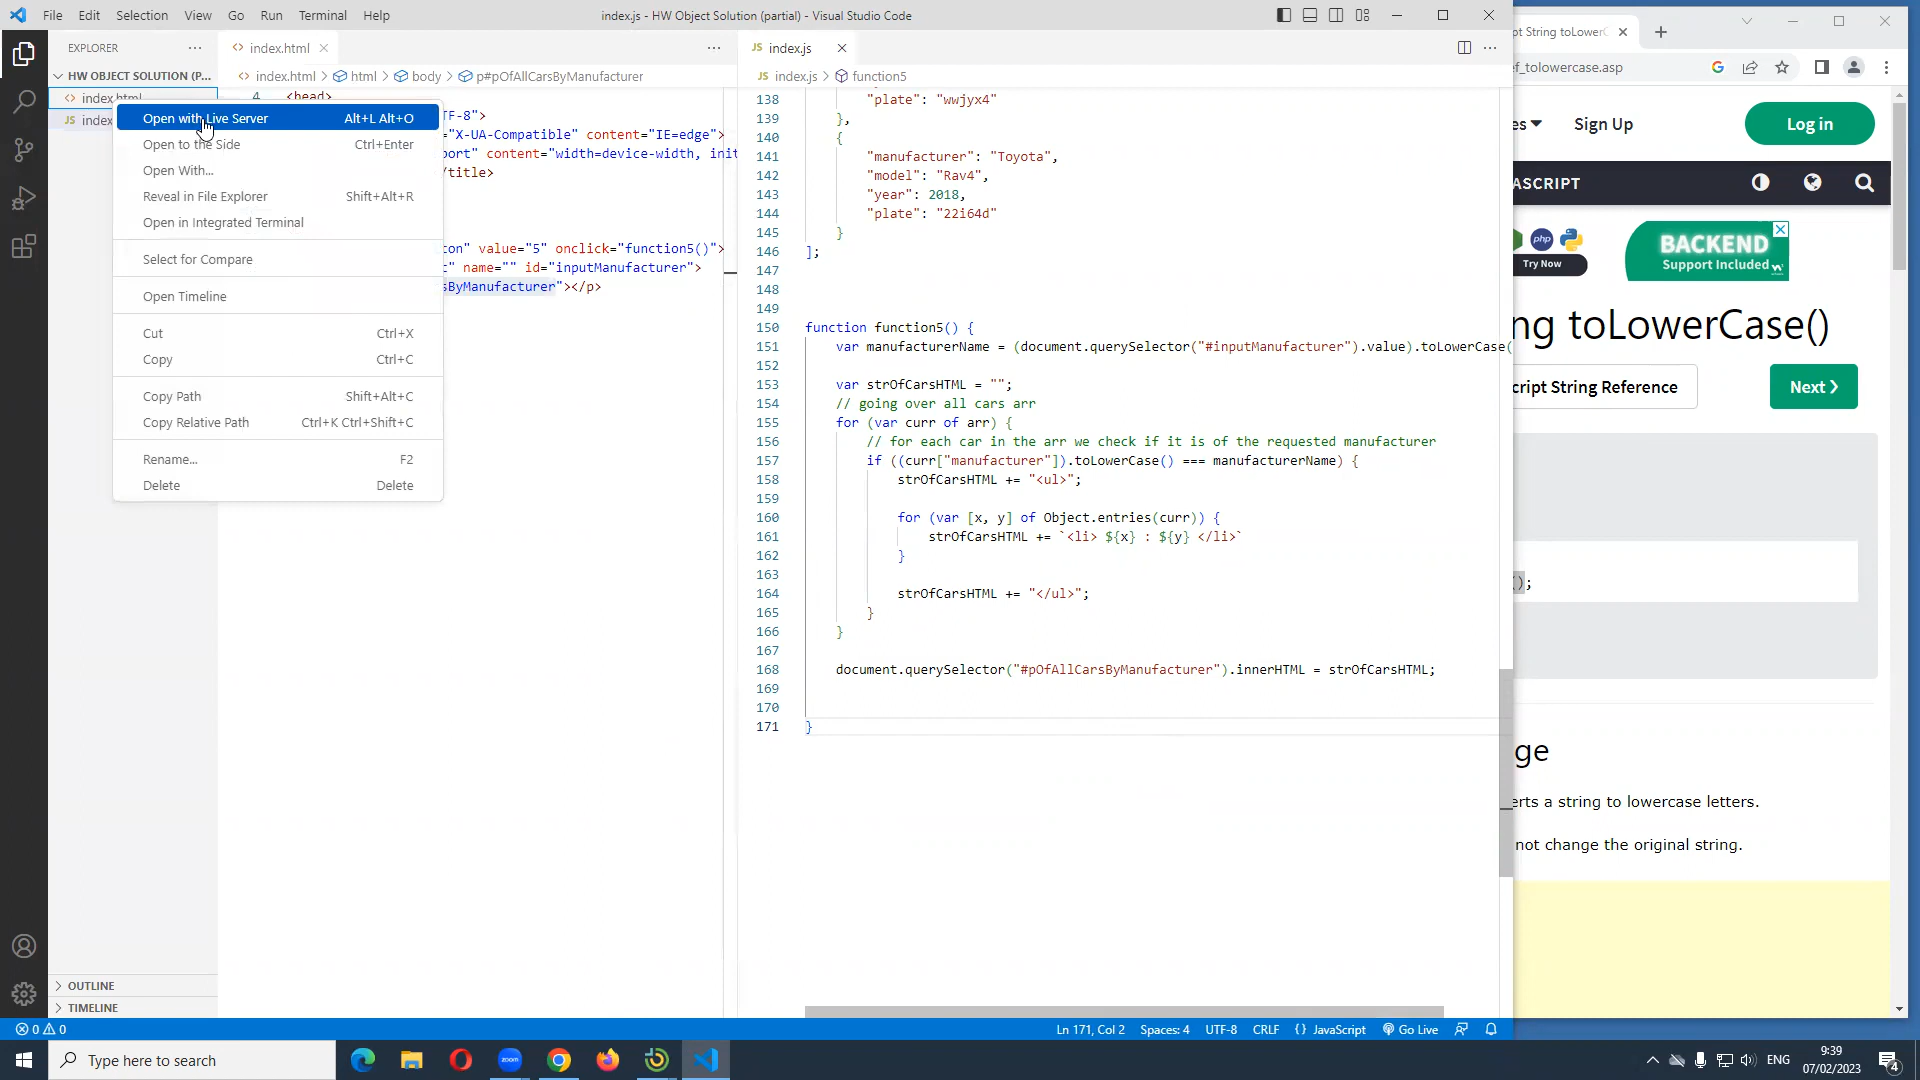 File Edit Selection View Go Run Terminal Help
index.js - HW Object Solution (partial) - Visual Studio Code
EXPLORER
HW OBJECT SOLUTION (P...
index.html
index
index.html
index.html > html > body > p#pOfAllCarsByManufacturer
4 <head>
TF-8">
="X-UA-Compatible" content="IE=edge">
port" content="width=device-width, init
/title>
ton" value="5" onclick="function5()">
" name="" id="inputManufacturer">
sByManufacturer"></p>
Open with Live Server Alt+L Alt+O
Open to the Side Ctrl+Enter
Open With...
Reveal in File Explorer Shift+Alt+R
Open in Integrated Terminal
Select for Compare
Open Timeline
Cut Ctrl+X
Copy Ctrl+C
Copy Path Shift+Alt+C
Copy Relative Path Ctrl+K Ctrl+Shift+C
Rename... F2
Delete Delete
OUTLINE
TIMELINE
JS index.js
JS index.js > function5
138 "plate": "wwjyx4"
139 },
140 {
141 "manufacturer": "Toyota",
142 "model": "Rav4",
143 "year": 2018,
144 "plate": "22i64d"
145 }
146 ];
147
148
149
150 function function5() {
151 var manufacturerName = (document.querySelector("#inputManufacturer").value).toLowerCase(
152
153 var strOfCarsHTML = "";
154 // going over all cars arr
155 for (var curr of arr) {
156 // for each car in the arr we check if it is of the requested manufacturer
157 if ((curr["manufacturer"]).toLowerCase() === manufacturerName) {
158 strOfCarsHTML += "<ul>";
159
160 for (var [x, y] of Object.entries(curr)) {
161 strOfCarsHTML += `<li> ${x} : ${y} </li>`
162 }
163
164 strOfCarsHTML += "</ul>";
165 }
166 }
167
168 document.querySelector("#pOfAllCarsByManufacturer").innerHTML = strOfCarsHTML;
169
170
171 }
0 0
Ln 171, Col 2 Spaces: 4 UTF-8 CRLF {} JavaScript Go Live
pt String toLowerC
ef_tolowercase.asp
es Sign Up Log in
ASCRIPT
php
Try Now
BACKEND
Support Included
ng toLowerCase()
cript String Reference
Next ❯
();
ge
erts a string to lowercase letters.
not change the original string.
Type here to search
zoom
ENG
9:39
07/02/2023
4